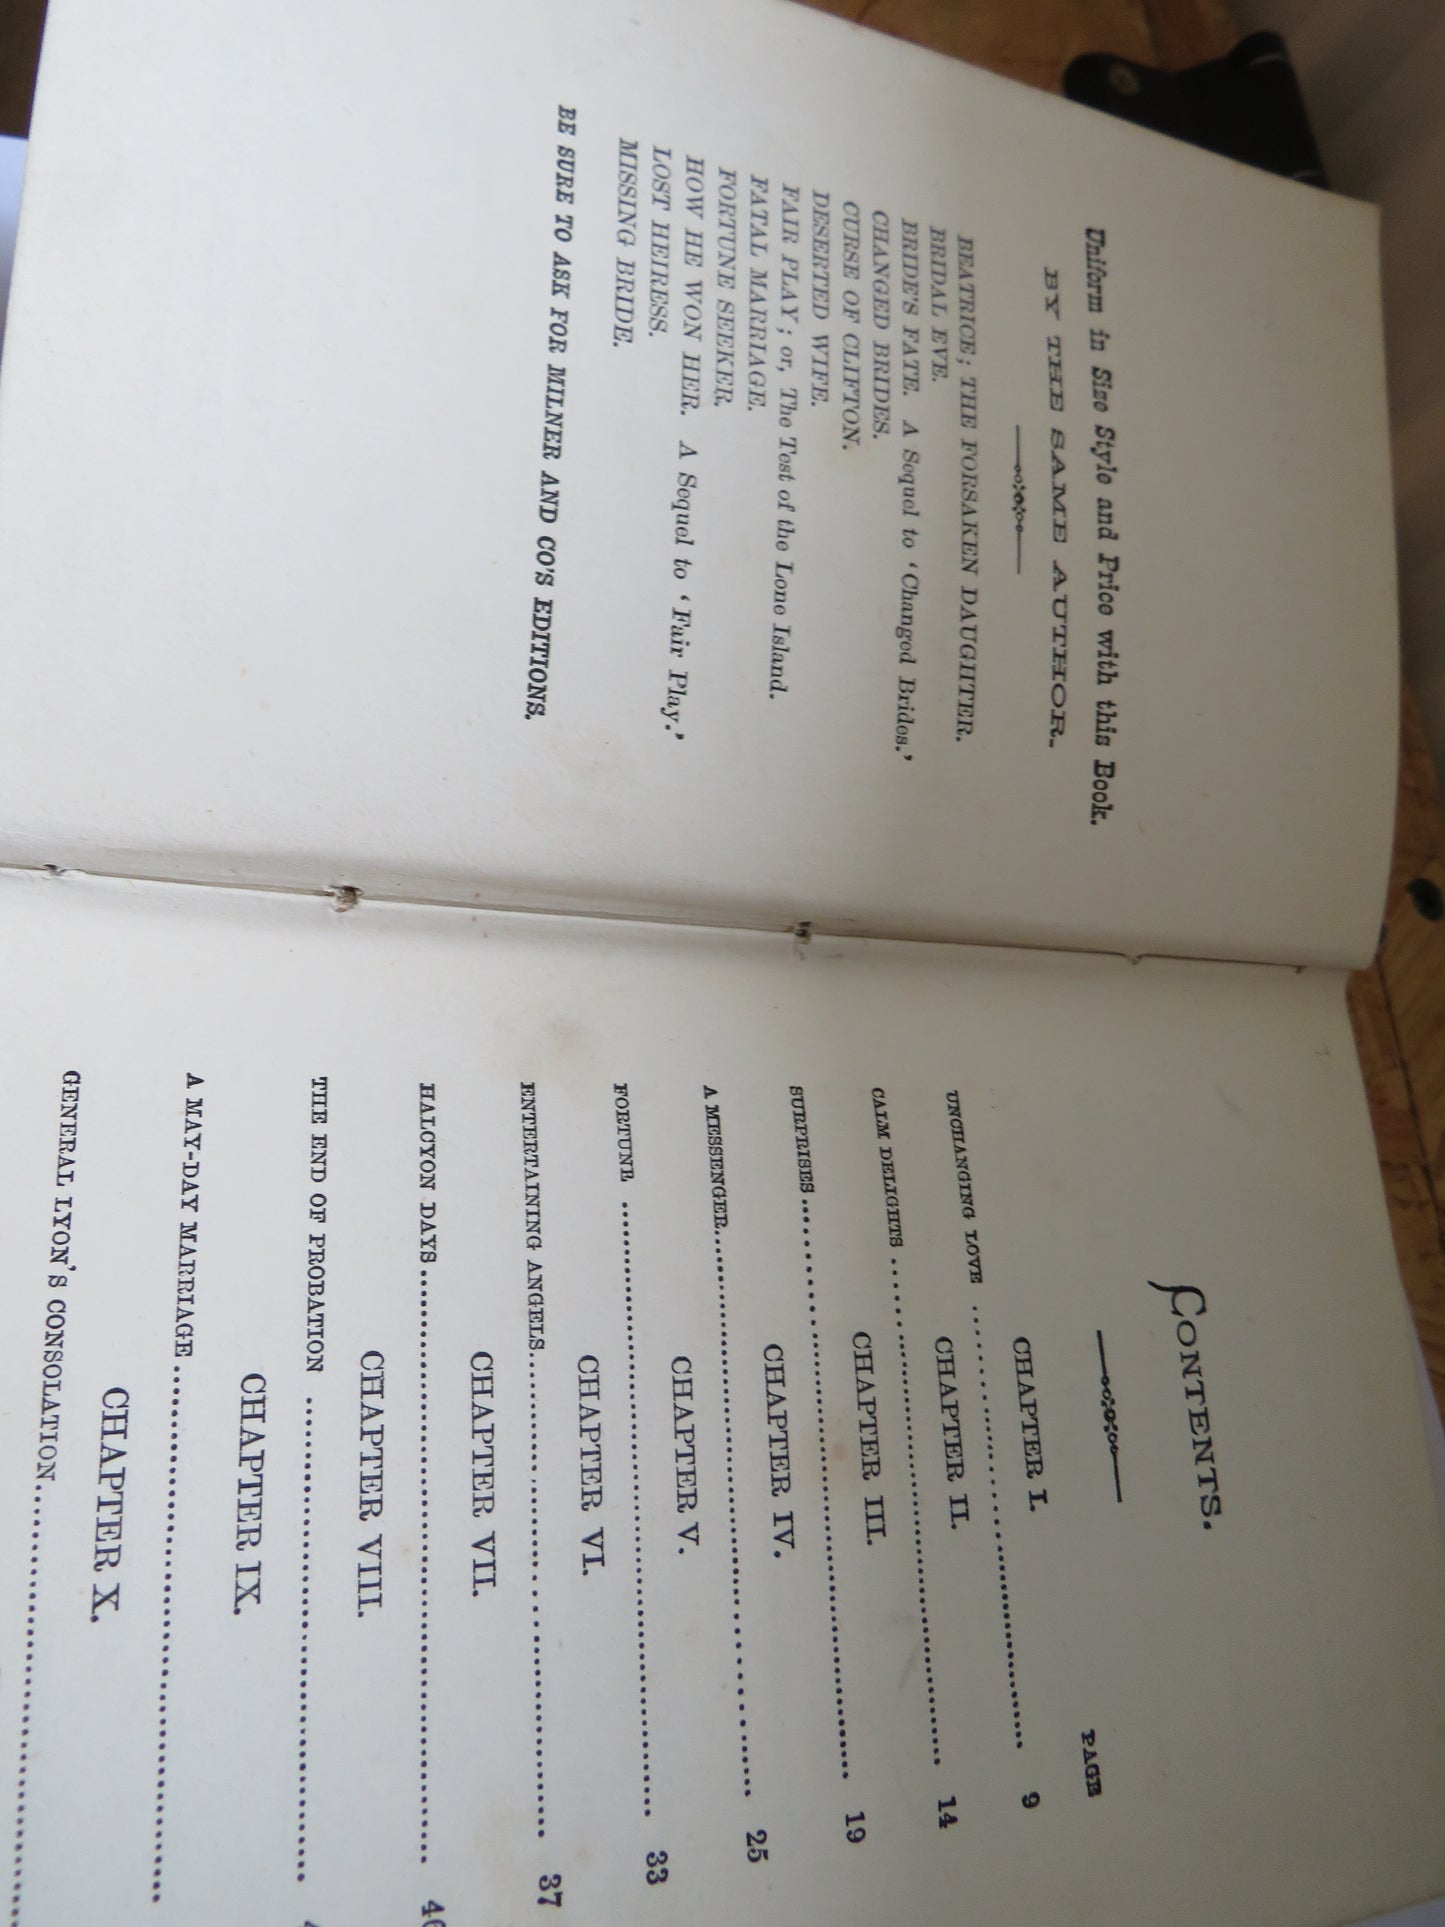 Uniform in Size Style and Price with this Book.
BY THE SAME AUTHOR.
BEATRICE; THE FORSAKEN DAUGHTER.
BRIDAL EVE.
BRIDE'S FATE. A Sequel to 'Changed Brides.'
CHANGED BRIDES.
CURSE OF CLIFTON.
DESERTED WIFE.
FAIR PLAY; or, The Test of the Lone Island.
FATAL MARRIAGE.
FORTUNE SEEKER.
HOW HE WON HER. A Sequel to 'Fair Play.'
LOST HEIRESS.
MISSING BRIDE.
BE SURE TO ASK FOR MILNER AND CO'S EDITIONS.
CONTENTS.
PAGE
CHAPTER I.
UNCHANGING LOVE .......... 9
CHAPTER II.
CALM DELIGHTS .......... 14
CHAPTER III.
SURPRISES .......... 19
CHAPTER IV.
A MESSENGER .......... 25
CHAPTER V.
FORTUNE .......... 33
CHAPTER VI.
ENTERTAINING ANGELS .......... 37
CHAPTER VII.
HALCYON DAYS ..........
CHAPTER VIII.
THE END OF PROBATION ..........
CHAPTER IX.
A MAY-DAY MARRIAGE ..........
CHAPTER X.
GENERAL LYON'S CONSOLATION ..........